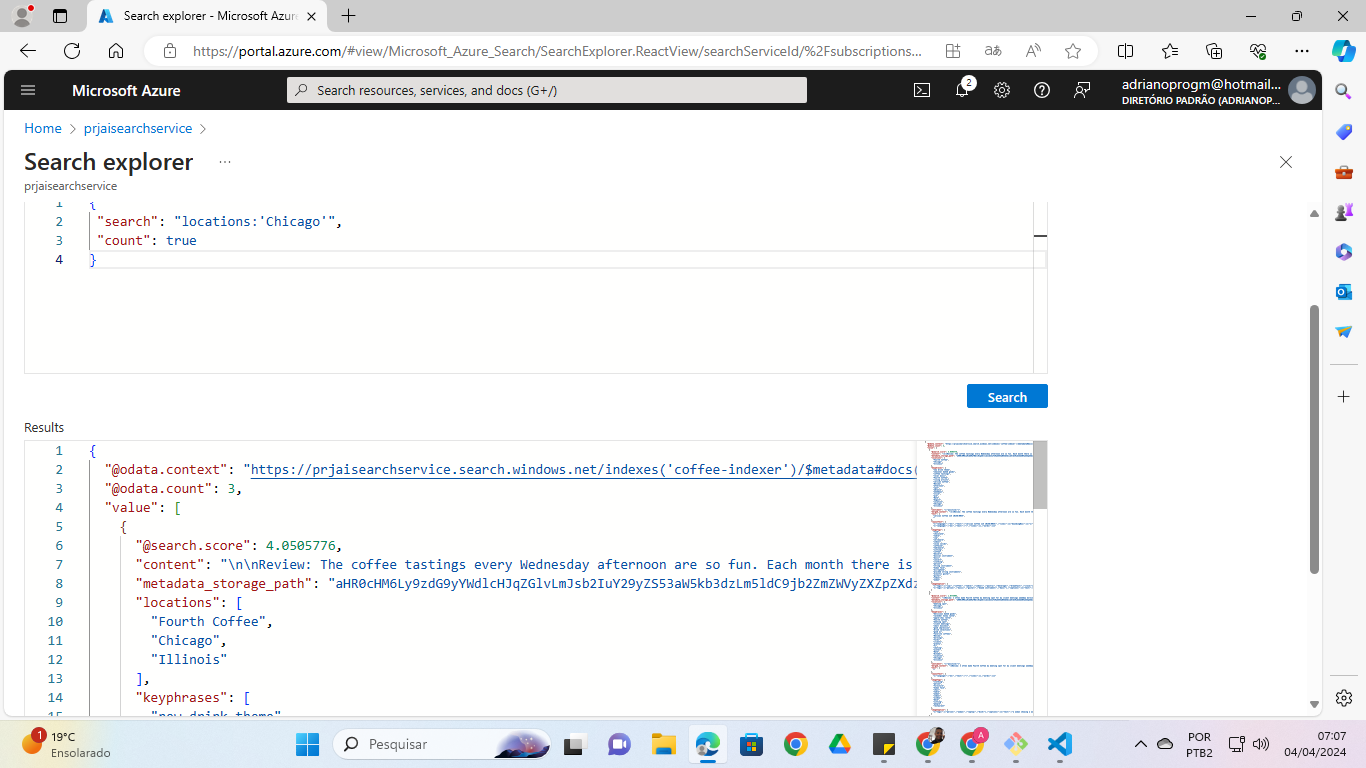 Search explorer - Microsoft Azure
https://portal.azure.com/#view/Microsoft_Azure_Search/SearchExplorer.ReactView/searchServiceId/%2Fsubscriptions...
Microsoft Azure
Search resources, services, and docs (G+/)
2
adrianoprogm@hotmail...
DIRETÓRIO PADRÃO (ADRIANOP...
Home > prjaisearchservice >
Search explorer ...
prjaisearchservice
1 {
2 "search": "locations:'Chicago'",
3 "count": true
4 }
Search
Results
1 {
2 "@odata.context": "https://prjaisearchservice.search.windows.net/indexes('coffee-indexer')/$metadata#docs(
3 "@odata.count": 3,
4 "value": [
5 {
6 "@search.score": 4.0505776,
7 "content": "\n\nReview: The coffee tastings every Wednesday afternoon are so fun. Each month there is
8 "metadata_storage_path": "aHR0cHM6Ly9zdG9yYWdlcHJqZGlvLmJsb2IuY29yZS53aW5kb3dzLm5ldC9jb2ZmZWVyZXZpZXdz
9 "locations": [
10 "Fourth Coffee",
11 "Chicago",
12 "Illinois"
13 ],
14 "keyphrases": [
15 "new drink theme"
1
19°C
Ensolarado
Pesquisar
A
POR
PTB2
07:07
04/04/2024